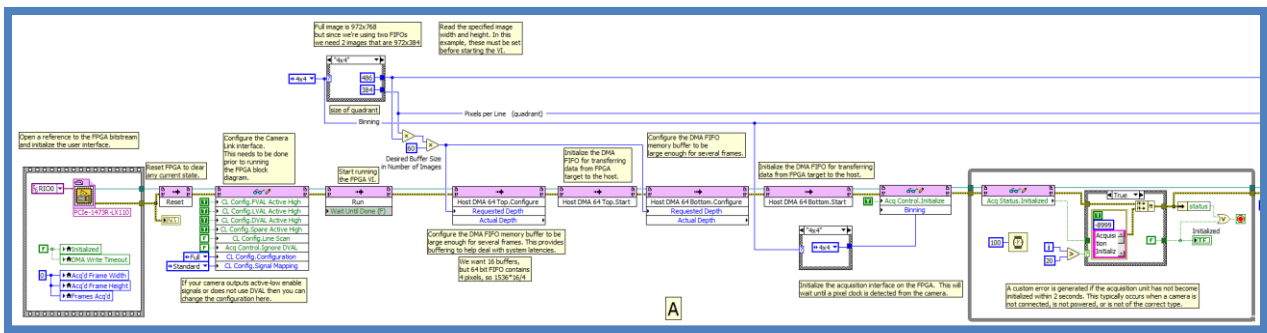 Full image is 972x768
but since we're using two FIFOs
we need 2 images that are 972x384
Read the specified image
width and height. In this
example, these must be set
before starting the VI.
"4x4"
4x4
486
384
size of quadrant
Pixels per Line (quadrant)
Binning
60
Desired Buffer Size
in Number of Images
Open a reference to the FPGA bitstream
and initialize the user interface.
Reset FPGA to clear
any current state.
Configure the Camera
Link interface.
This needs to be done
prior to running
the FPGA block
diagram.
Start running
the FPGA VI.
Initialize the DMA
FIFO for transferring
data from FPGA
target to the host.
Configure the DMA FIFO
memory buffer to be
large enough for several frames.
Initialize the DMA FIFO for transferring
data from FPGA target to the host.
RIO0
PCIe-1473R-LX110
Reset
CL Config.FVAL Active High
CL Config.LVAL Active High
CL Config.DVAL Active High
CL Config.Spare Active High
CL Config.Line Scan
Acq Control.Ignore DVAL
CL Config.Configuration
CL Config.Signal Mapping
F
F
Full
Standard
Run
Wait Until Done (F)
Host DMA 64 Top.Configure
Requested Depth
Actual Depth
Host DMA 64 Top.Start
Host DMA 64 Bottom.Configure
Requested Depth
Actual Depth
Host DMA 64 Bottom.Start
Acq Control.Initialize
Binning
Acq Status.Initialized
True
-8999
Acquisi
tion
Initializ
status
F
Initialized
TF
100
20
F
Initialized
DMA Write Timeout
0
Acq'd Frame Width
Acq'd Frame Height
Frames Acq'd
If your camera outputs active-low enable
signals or does not use DVAL then you can
change the configuration here.
Configure the DMA FIFO memory buffer to be
large enough for several frames. This provides
buffering to help deal with system latencies.
We want 16 buffers,
but 64 bit FIFO contains
4 pixels, so 1536*16/4
"4x4"
4x4
Initialize the acquisition interface on the FPGA. This will
wait until a pixel clock is detected from the camera.
A custom error is generated if the acquisition unit has not become
initialized within 2 seconds. This typically occurs when a camera is
not connected, is not powered, or is not of the correct type.
A